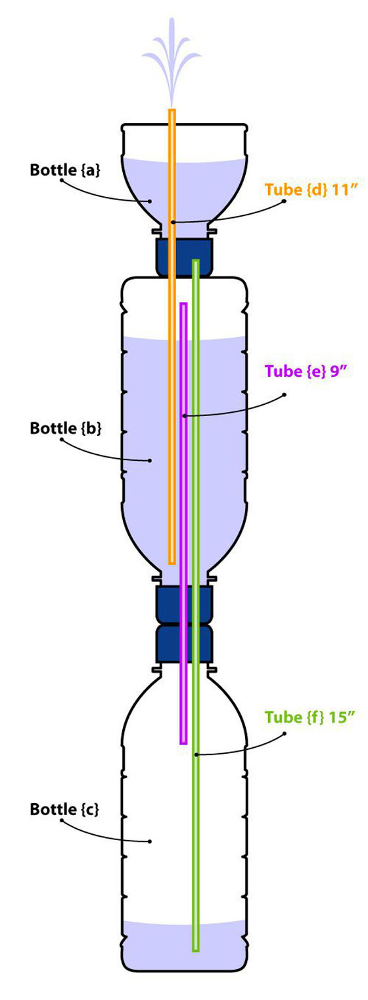 Bottle {a}
Tube {d} 11”
Tube {e} 9”
Bottle {b}
Tube {f} 15”
Bottle {c}